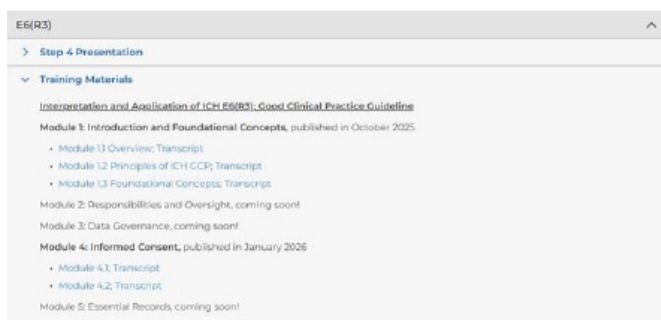 E6(R3)
Step 4 Presentation
Training Materials
Interpretation and Application of ICH E6(R3): Good Clinical Practice Guideline
Module 1: Introduction and Foundational Concepts, published in October 2025
• Module 1.1 Overview; Transcript
• Module 1.2 Principles of ICH GCP; Transcript
• Module 1.3 Foundational Concepts; Transcript
Module 2: Responsibilities and Oversight, coming soon!
Module 3: Data Governance, coming soon!
Module 4: Informed Consent, published in January 2026
• Module 4.1; Transcript
• Module 4.2; Transcript
Module 5: Essential Records, coming soon!